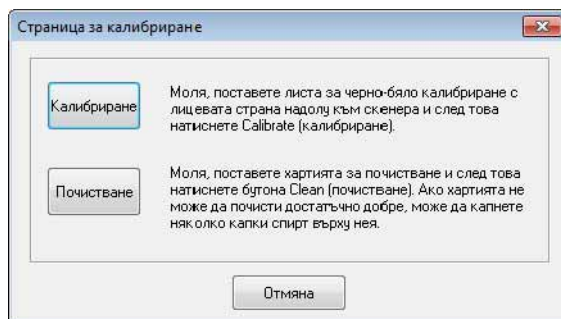 Страница за калибриране
Калибриране
Моля, поставете листа за черно-бяло калибриране с
лицевата страна надолу към скенера и след това
натиснете Calibrate (калибриране).
Почистване
Моля, поставете хартията за почистване и след това
натиснете бутона Clean (почистване). Ако хартията не
може да почисти достатъчно добре, може да капнете
няколко капки спирт върху нея.
Отмяна